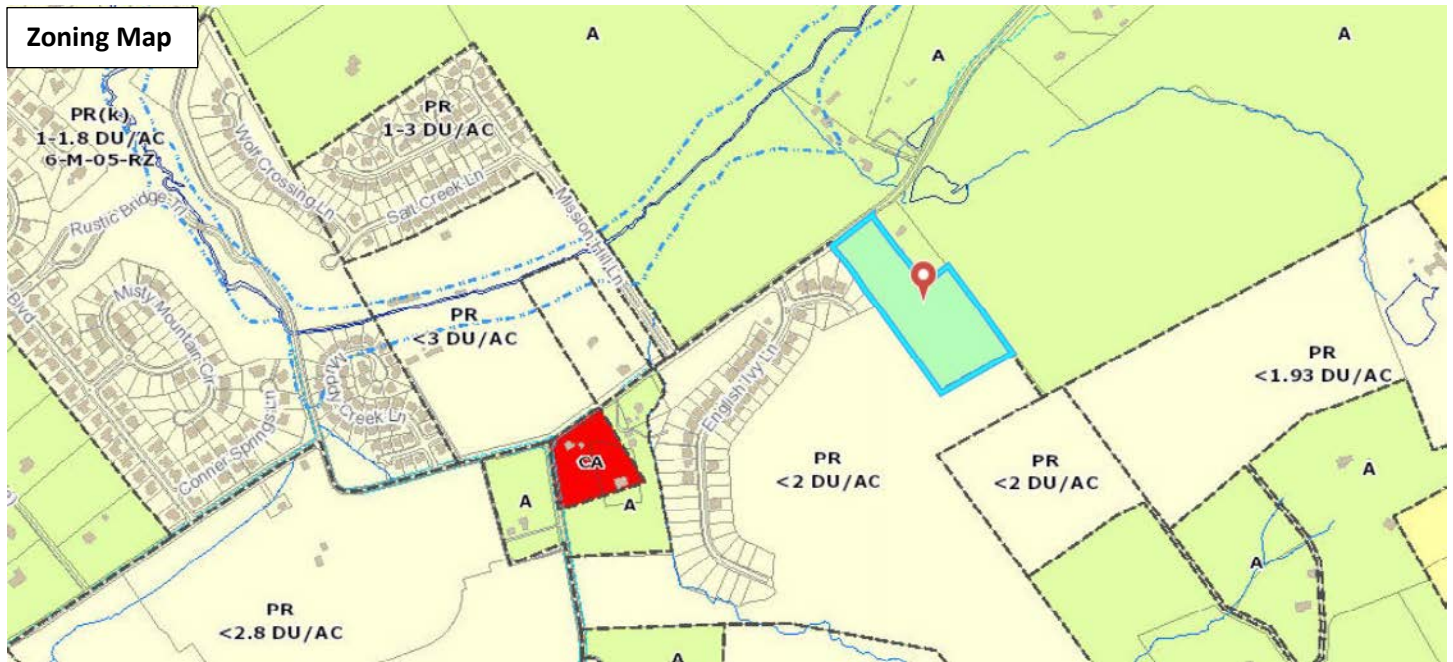 Zoning Map
A
A
A
PR(k)
1-1.8 DU/AC
6-M-05-RZ
PR
1-3 DU/AC
Wolf Crossing Ln
Salt Creek Ln
Mission Hill Ln
Rustic Bridge Trl
Blvd
Misty Mountain Cir
Conner Springs Ln
Muddy Creek Ln
PR
<3 DU/AC
English Ivy Ln
CA
A
A
PR
<2 DU/AC
PR
<2 DU/AC
PR
<1.93 DU/AC
A
A
PR
<2.8 DU/AC
A